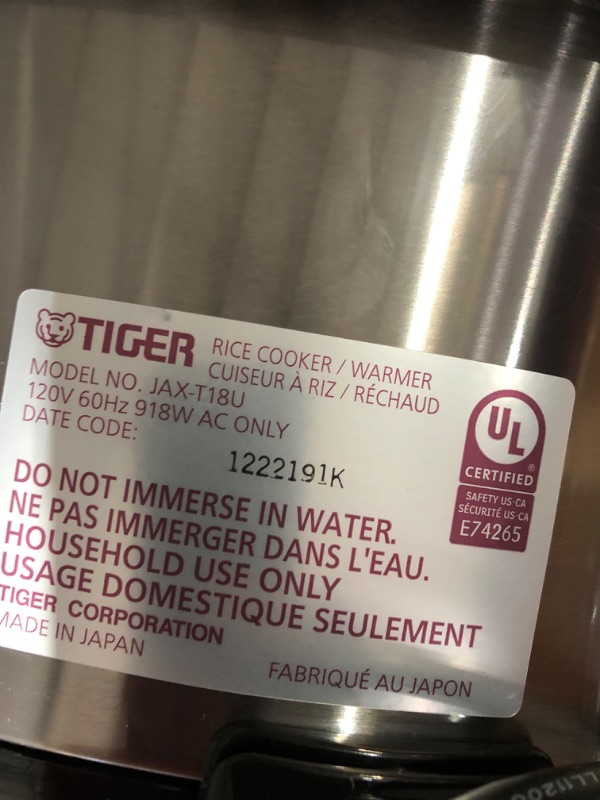 TIGER
RICE COOKER / WARMER
CUISEUR À RIZ / RÉCHAUD
MODEL NO. JAX-T18U
120V 60Hz 918W AC ONLY
DATE CODE:
1222191K
UL
CERTIFIED®
SAFETY US·CA
SÉCURITÉ US·CA
E74265
DO NOT IMMERSE IN WATER.
NE PAS IMMERGER DANS L'EAU.
HOUSEHOLD USE ONLY
USAGE DOMESTIQUE SEULEMENT
TIGER CORPORATION
MADE IN JAPAN
FABRIQUÉ AU JAPON